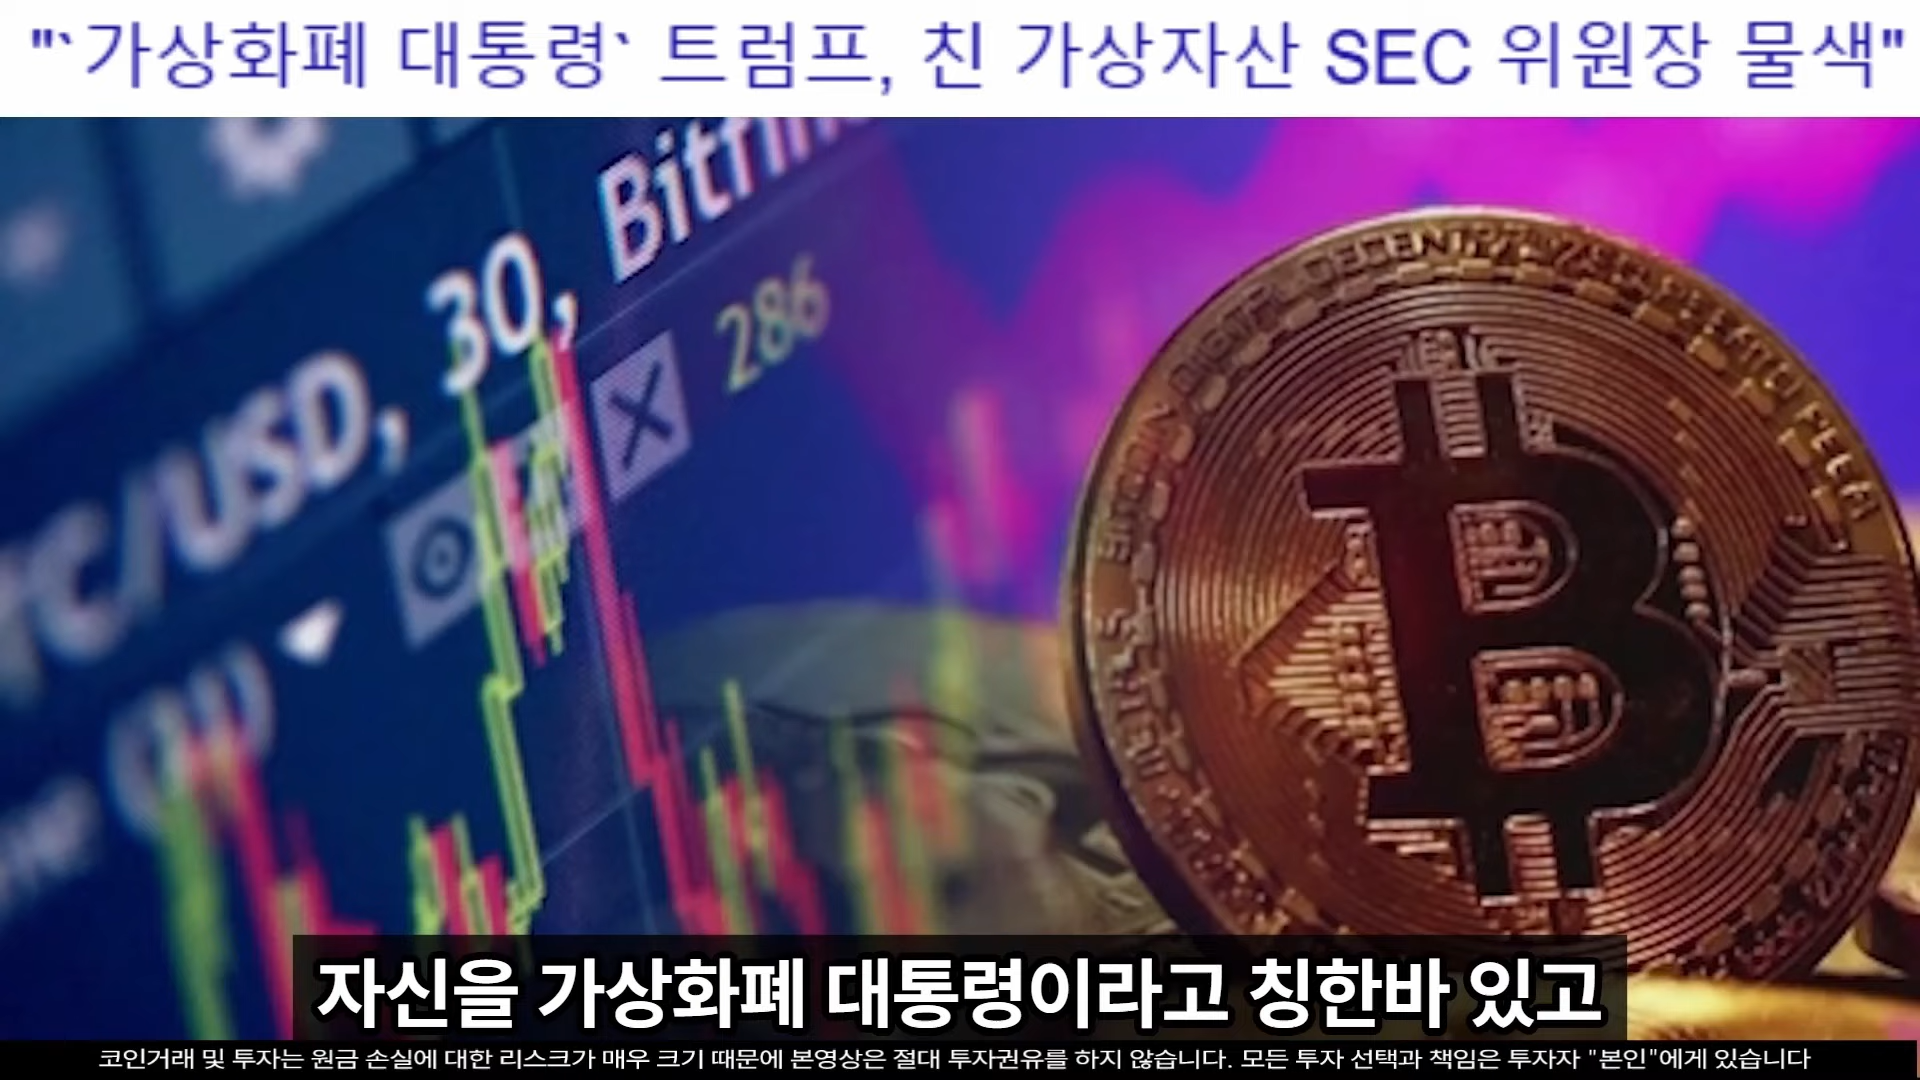 "`가상화폐 대통령` 트럼프, 친 가상자산 SEC 위원장 물색"
30, Bitfin
C/USD,
286
자신을 가상화폐 대통령이라고 칭한바 있고
코인거래 및 투자는 원금 손실에 대한 리스크가 매우 크기 때문에 본영상은 절대 투자권유를 하지 않습니다. 모든 투자 선택과 책임은 투자자 "본인"에게 있습니다